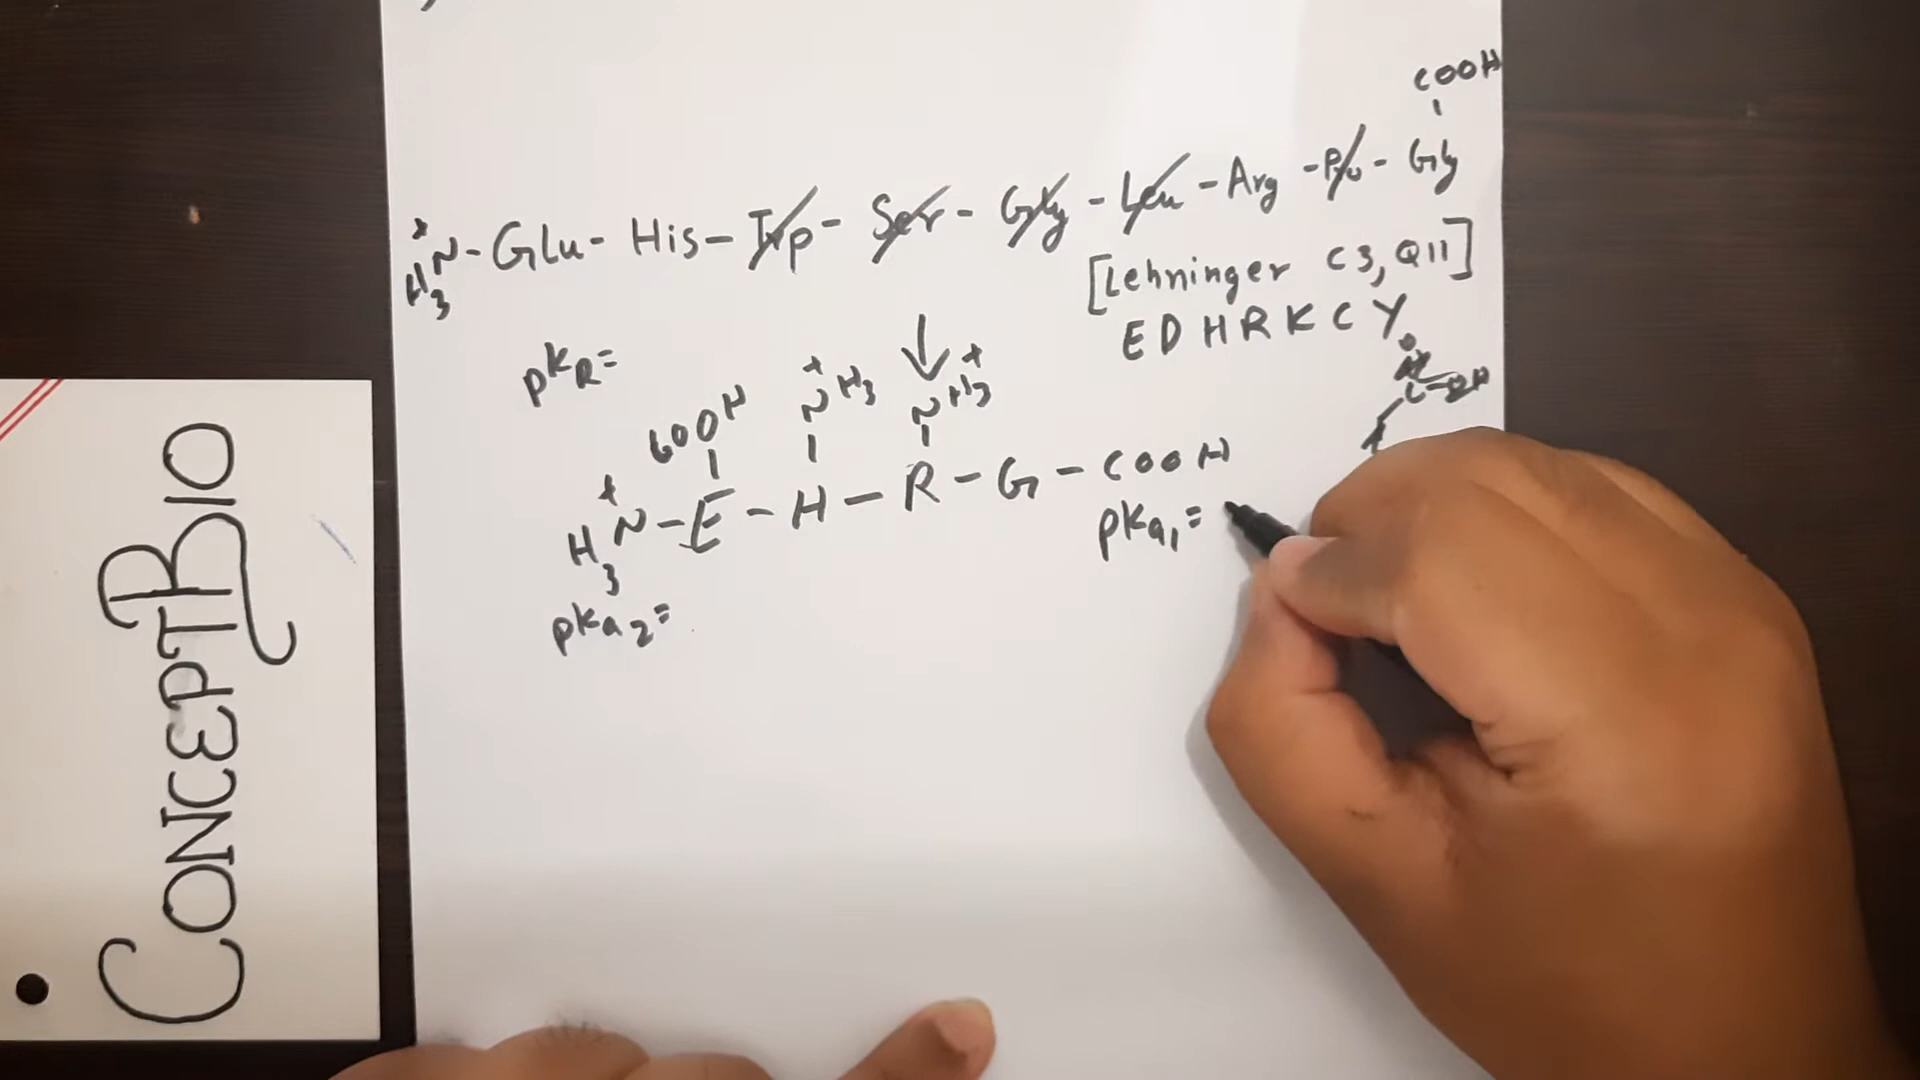 COOH
+
H3N - Glu - His - Trp - Ser - Gly - Leu - Arg - Pro - Gly
[Lehninger C3, Q11]
E D H R K C Y
pKR=
COOH +NH3 +NH3
+
H3N - E - H - R - G - COOH
pKa1=
pKa2=
CONCEPTBIO